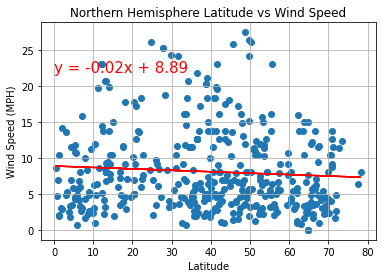 Northern Hemisphere Latitude vs Wind Speed
25
y = -0.02x + 8.89
20
15
10
5
0
Wind Speed (MPH)
0 10 20 30 40 50 60 70 80
Latitude